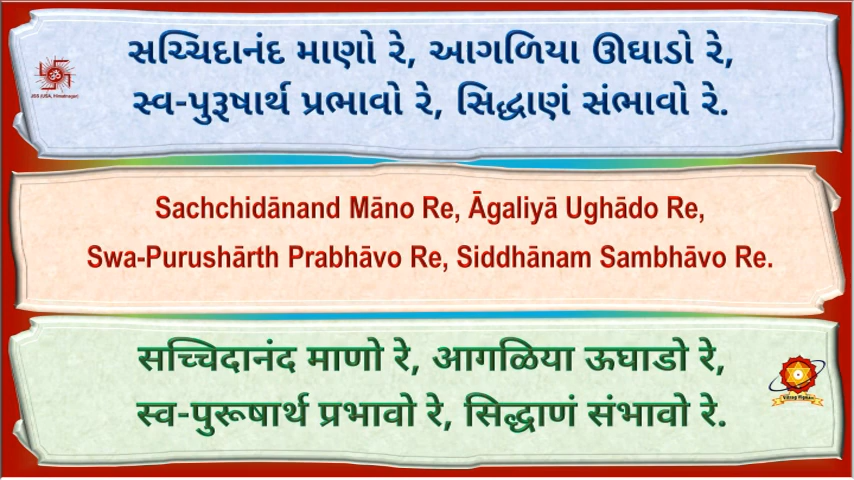 સચ્ચિદાનંદ માણો રે, આગળિયા ઊઘાડો રે,
સ્વ-પુરૂષાર્થ પ્રભાવો રે, સિદ્ધાણં સંભાવો રે.
Sachchidānand Māno Re, Āgaliyā Ughādo Re,
Swa-Purushārth Prabhāvo Re, Siddhānam Sambhāvo Re.
सच्चिदानंद माणो रे, आगळिया ऊघाडो रे,
स्व-पुरूषार्थ प्रभावो रे, सिद्धाणं संभावो रे.